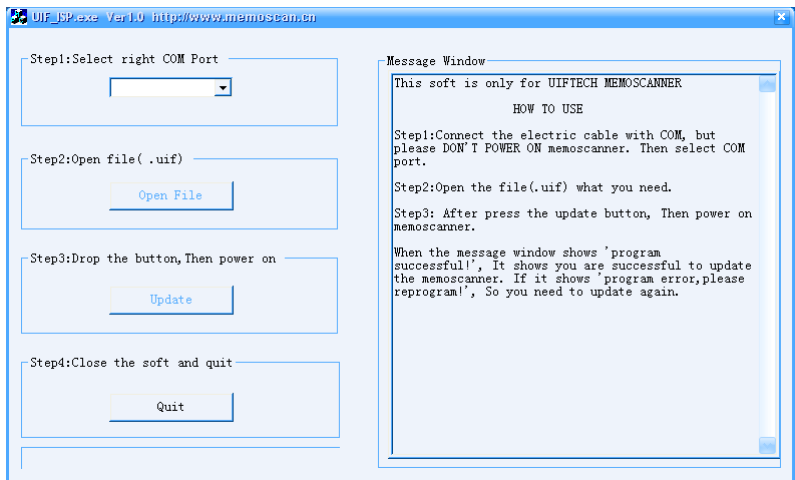 UIF_ISP.exe Ver1.0 http://www.memoscan.cn
Step1:Select right COM Port
Step2:Open file( .uif)
Open File
Step3:Drop the button,Then power on
Update
Step4:Close the soft and quit
Quit
Message Window
This soft is only for UIFTECH MEMOSCANNER
HOW TO USE
Step1:Connect the electric cable with COM, but
please DON'T POWER ON memoscanner. Then select COM
port.
Step2:Open the file(.uif) what you need.
Step3: After press the update button, Then power on
memoscanner.
When the message window shows 'program
successful!', It shows you are successful to update
the memoscanner. If it shows 'program error,please
reprogram!', So you need to update again.